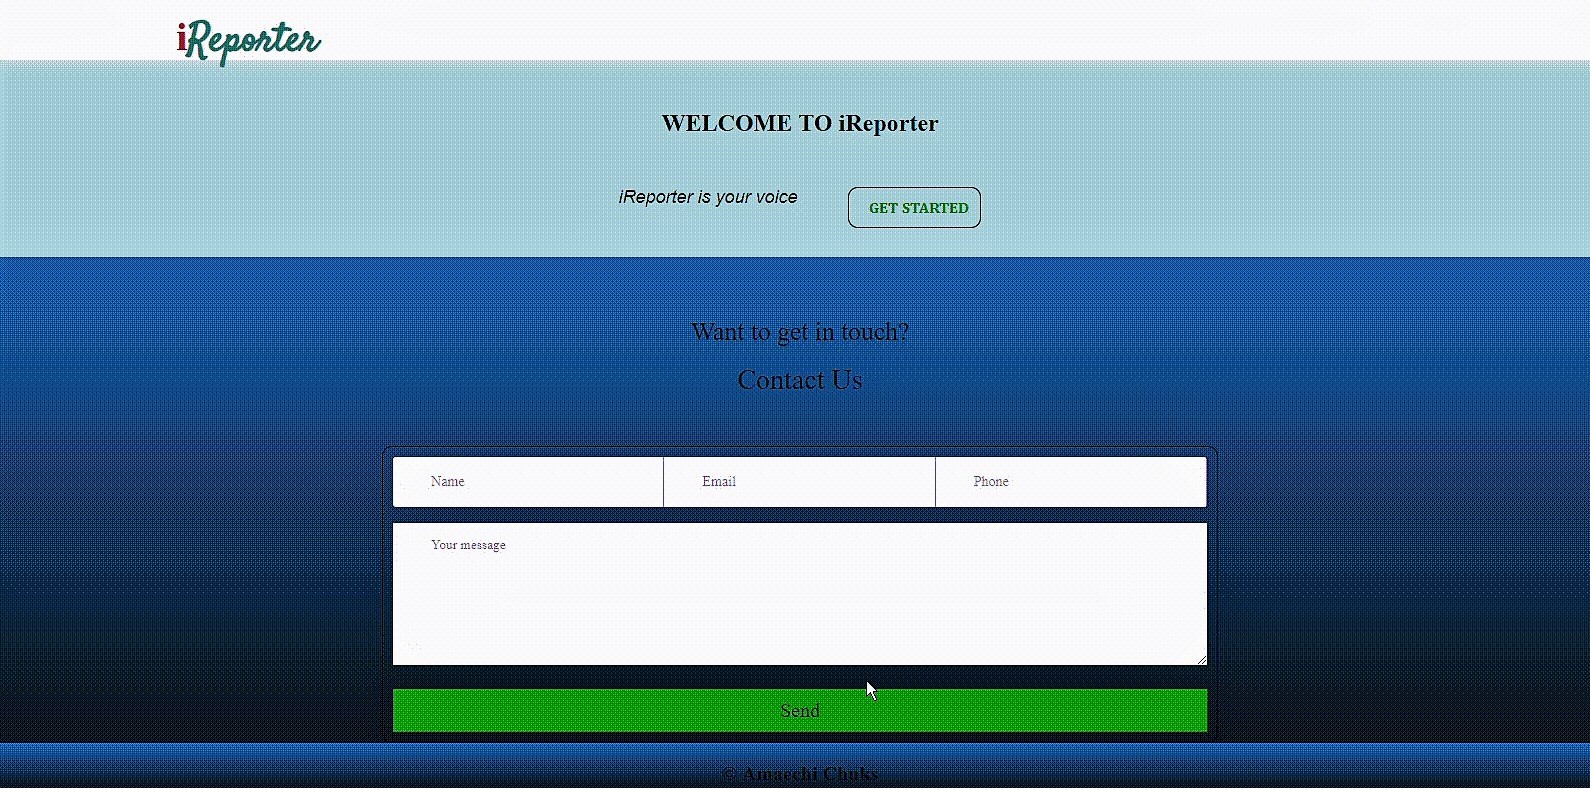 iReporter
WELCOME TO iReporter
iReporter is your voice
GET STARTED
Want to get in touch?
Contact Us
Name Email Phone
Your message
Send
© Amaechi Chuks